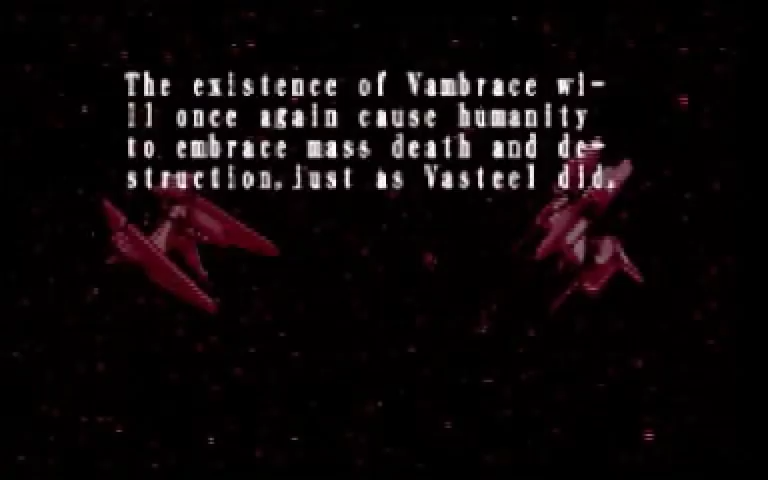 The existence of Vambrace wi-
ll once again cause humanity
to embrace mass death and de-
struction,just as Vasteel did.